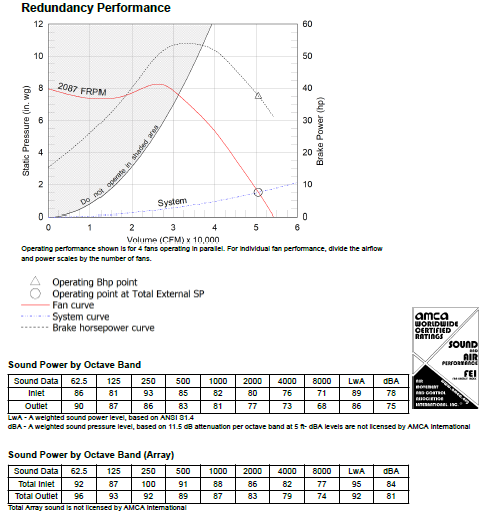 Redundancy Performance
12
10
8
6
4
2
0
Static Pressure (in. wg)
60
50
40
30
20
10
0
Brake Power (hp)
2087 FRPM
Do not operate in shaded area
System
0 1 2 3 4 5 6
Volume (CFM) x 10,000
Operating performance shown is for 4 fans operating in parallel. For individual fan performance, divide the airflow
and power scales by the number of fans.
Operating Bhp point
Operating point at Total External SP
Fan curve
System curve
Brake horsepower curve
amca
WORLDWIDE
CERTIFIED
RATINGS
SOUND
AND
AIR
PERFORMANCE
FEI
AIR
MOVEMENT
AND CONTROL
ASSOCIATION
INTERNATIONAL, INC.
Sound Power by Octave Band
Sound Data 62.5 125 250 500 1000 2000 4000 8000 LwA dBA
Inlet 86 81 93 85 82 80 76 71 89 78
Outlet 90 87 86 83 81 77 73 68 86 75
LwA - A weighted sound power level, based on ANSI S1.4
dBA - A weighted sound pressure level, based on 11.5 dB attenuation per octave band at 5 ft- dBA levels are not licensed by AMCA International
Sound Power by Octave Band (Array)
Sound Data 62.5 125 250 500 1000 2000 4000 8000 LwA dBA
Total Inlet 92 87 100 91 88 86 82 77 95 84
Total Outlet 96 93 92 89 87 83 79 74 92 81
Total Array sound is not licensed by AMCA International